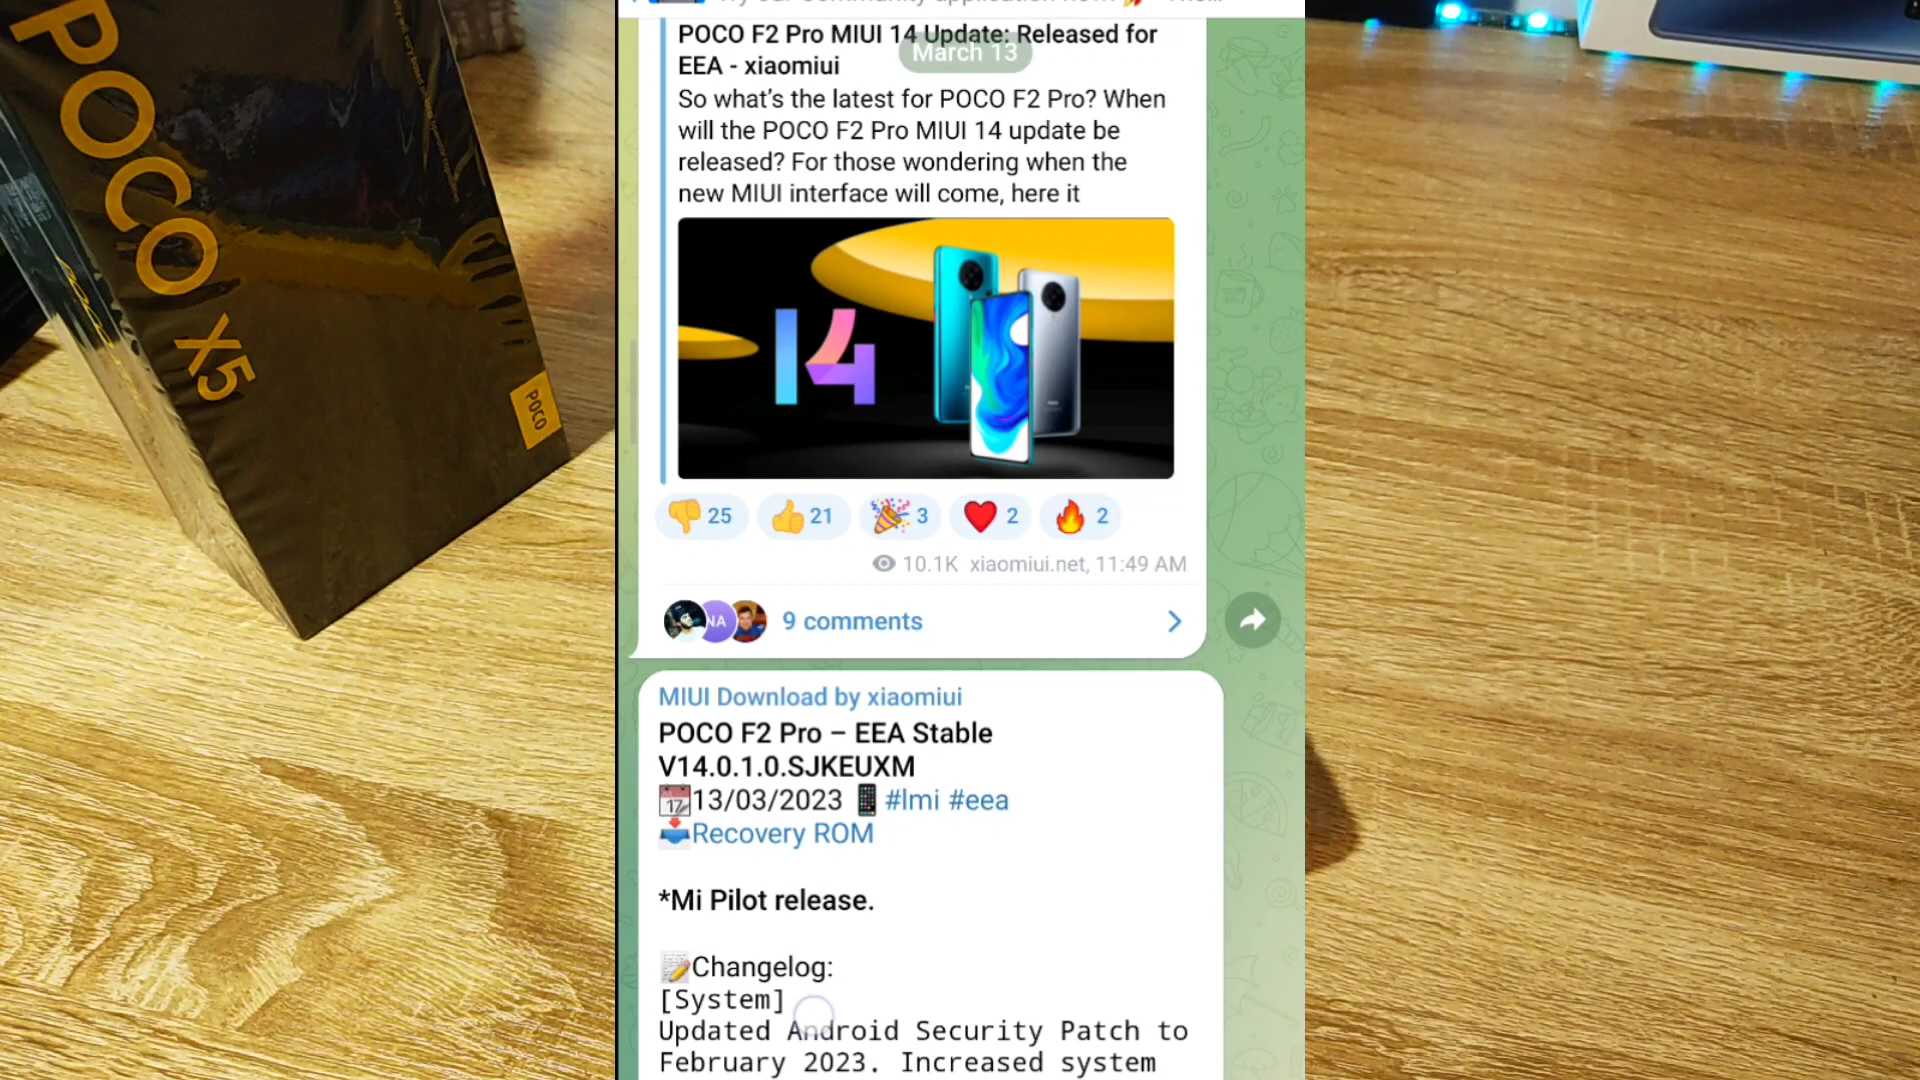 POCO X5
POCO
POCO F2 Pro MIUI 14 Update: Released for
EEA - xiaomiui
March 13
So what's the latest for POCO F2 Pro? When
will the POCO F2 Pro MIUI 14 update be
released? For those wondering when the
new MIUI interface will come, here it
14
👎 25 👍 21 🎉 3 ❤️ 2 🔥 2
10.1K xiaomiui.net, 11:49 AM
NA
9 comments
MIUI Download by xiaomiui
POCO F2 Pro – EEA Stable
V14.0.1.0.SJKEUXM
📅13/03/2023 📱#lmi #eea
📥Recovery ROM
*Mi Pilot release.
📝Changelog:
[System]
Updated Android Security Patch to
February 2023. Increased system